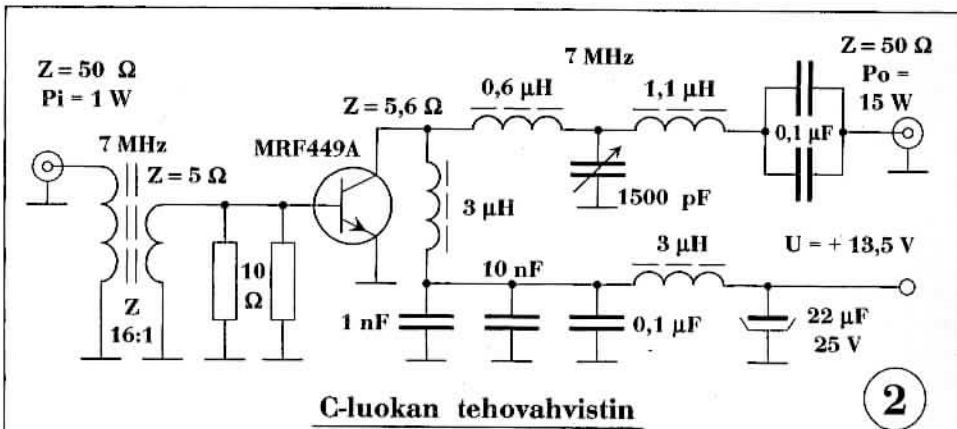 Z = 50 Ω
Pi = 1 W
7 MHz
Z = 5 Ω
Z
16:1
10
Ω
MRF449A
Z = 5,6 Ω
0,6 µH
7 MHz
1,1 µH
1500 pF
0,1 µF
Z = 50 Ω
Po =
15 W
3 µH
1 nF
10 nF
0,1 µF
3 µH
U = + 13,5 V
22 µF
25 V
C-luokan tehovahvistin
2